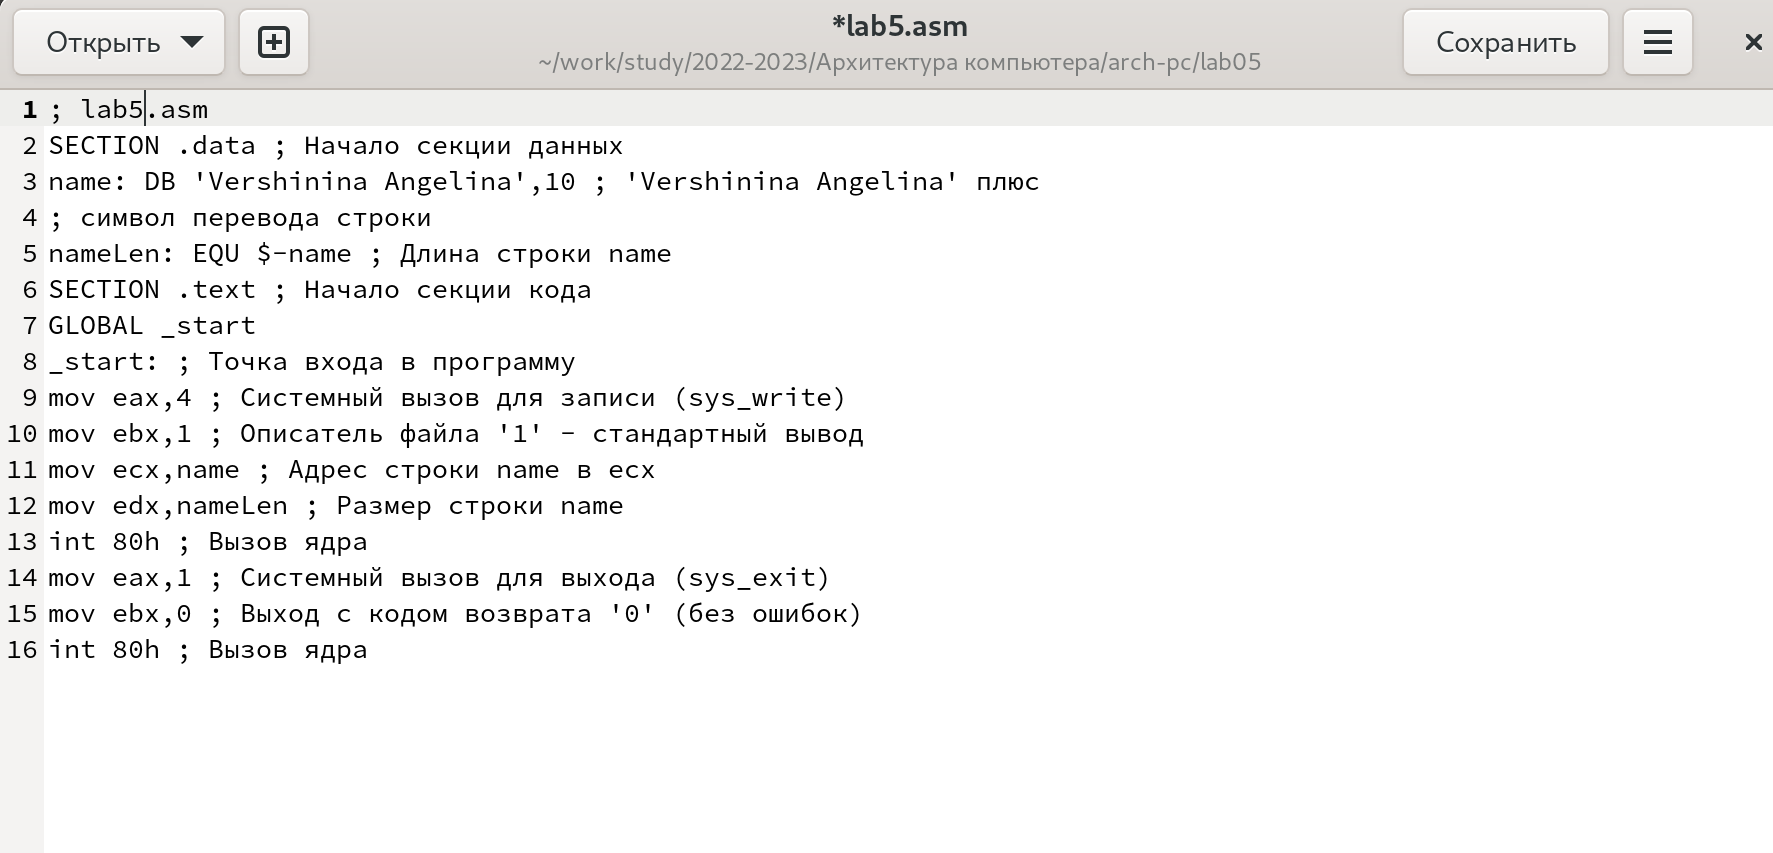 Открыть
*lab5.asm
~/work/study/2022-2023/Архитектура компьютера/arch-pc/lab05
Сохранить
1 ; lab5.asm
2 SECTION .data ; Начало секции данных
3 name: DB 'Vershinina Angelina',10 ; 'Vershinina Angelina' плюс
4 ; символ перевода строки
5 nameLen: EQU $-name ; Длина строки name
6 SECTION .text ; Начало секции кода
7 GLOBAL _start
8 _start: ; Точка входа в программу
9 mov eax,4 ; Системный вызов для записи (sys_write)
10 mov ebx,1 ; Описатель файла '1' - стандартный вывод
11 mov ecx,name ; Адрес строки name в ecx
12 mov edx,nameLen ; Размер строки name
13 int 80h ; Вызов ядра
14 mov eax,1 ; Системный вызов для выхода (sys_exit)
15 mov ebx,0 ; Выход с кодом возврата '0' (без ошибок)
16 int 80h ; Вызов ядра